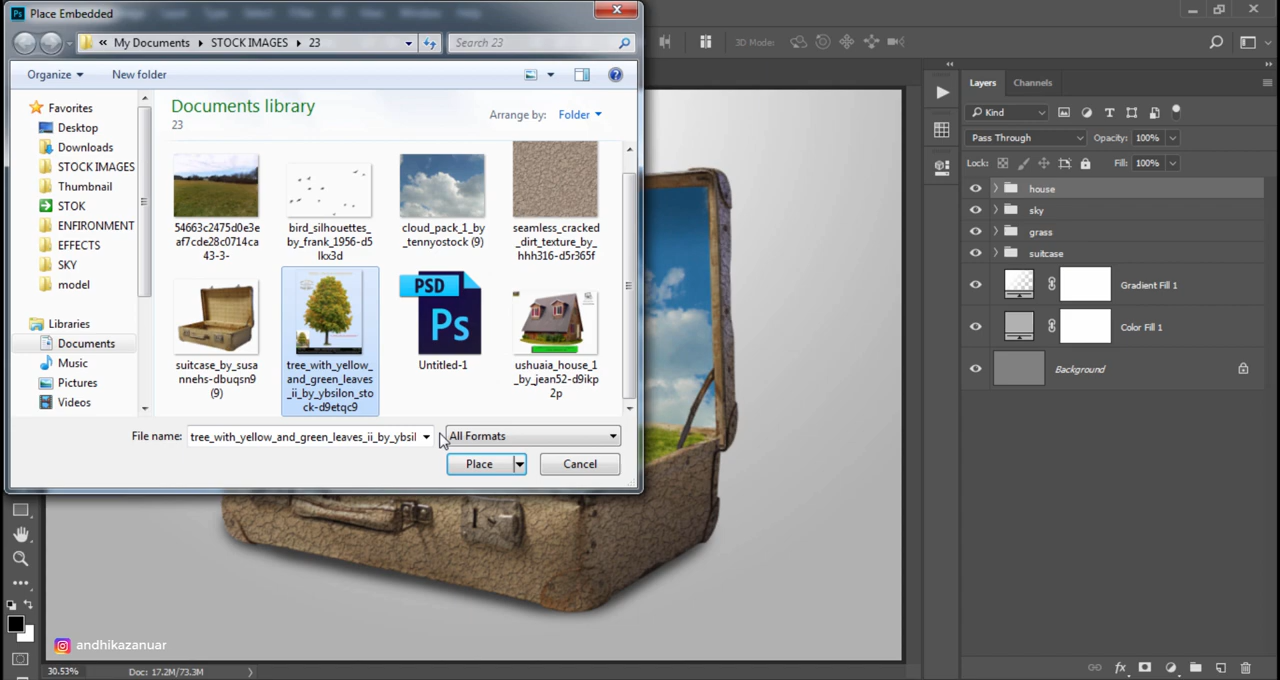 Ps Place Embedded
« My Documents STOCK IMAGES 23
Search 23
3D Mode:
Organize
New folder
Favorites
Desktop
Downloads
STOCK IMAGES
Thumbnail
STOK
ENFIRONMENT
EFFECTS
SKY
model
Libraries
Documents
Music
Pictures
Videos
Documents library
23
Arrange by:
Folder
54663c2475d0e3e
af7cde28c0714ca
43-3-
bird_silhouettes_
by_frank_1956-d5
lkx3d
cloud_pack_1_by
_tennyostock (9)
seamless_cracked
_dirt_texture_by_
hhh316-d5r365f
suitcase_by_susa
nnehs-dbuqsn9
(9)
tree_with_yellow_
and_green_leaves
_ii_by_ybsilon_sto
ck-d9etqc9
PSD
Ps
Untitled-1
ushuaia_house_1
_by_jean52-d9ikp
2p
File name:
tree_with_yellow_and_green_leaves_ii_by_ybsil
All Formats
Place
Cancel
Layers
Channels
Kind
Pass Through
Opacity:
100%
Lock:
Fill:
100%
house
sky
grass
suitcase
Gradient Fill 1
Color Fill 1
Background
fx
andhikazanuar
30.53%
Doc: 17.2M/73.3M